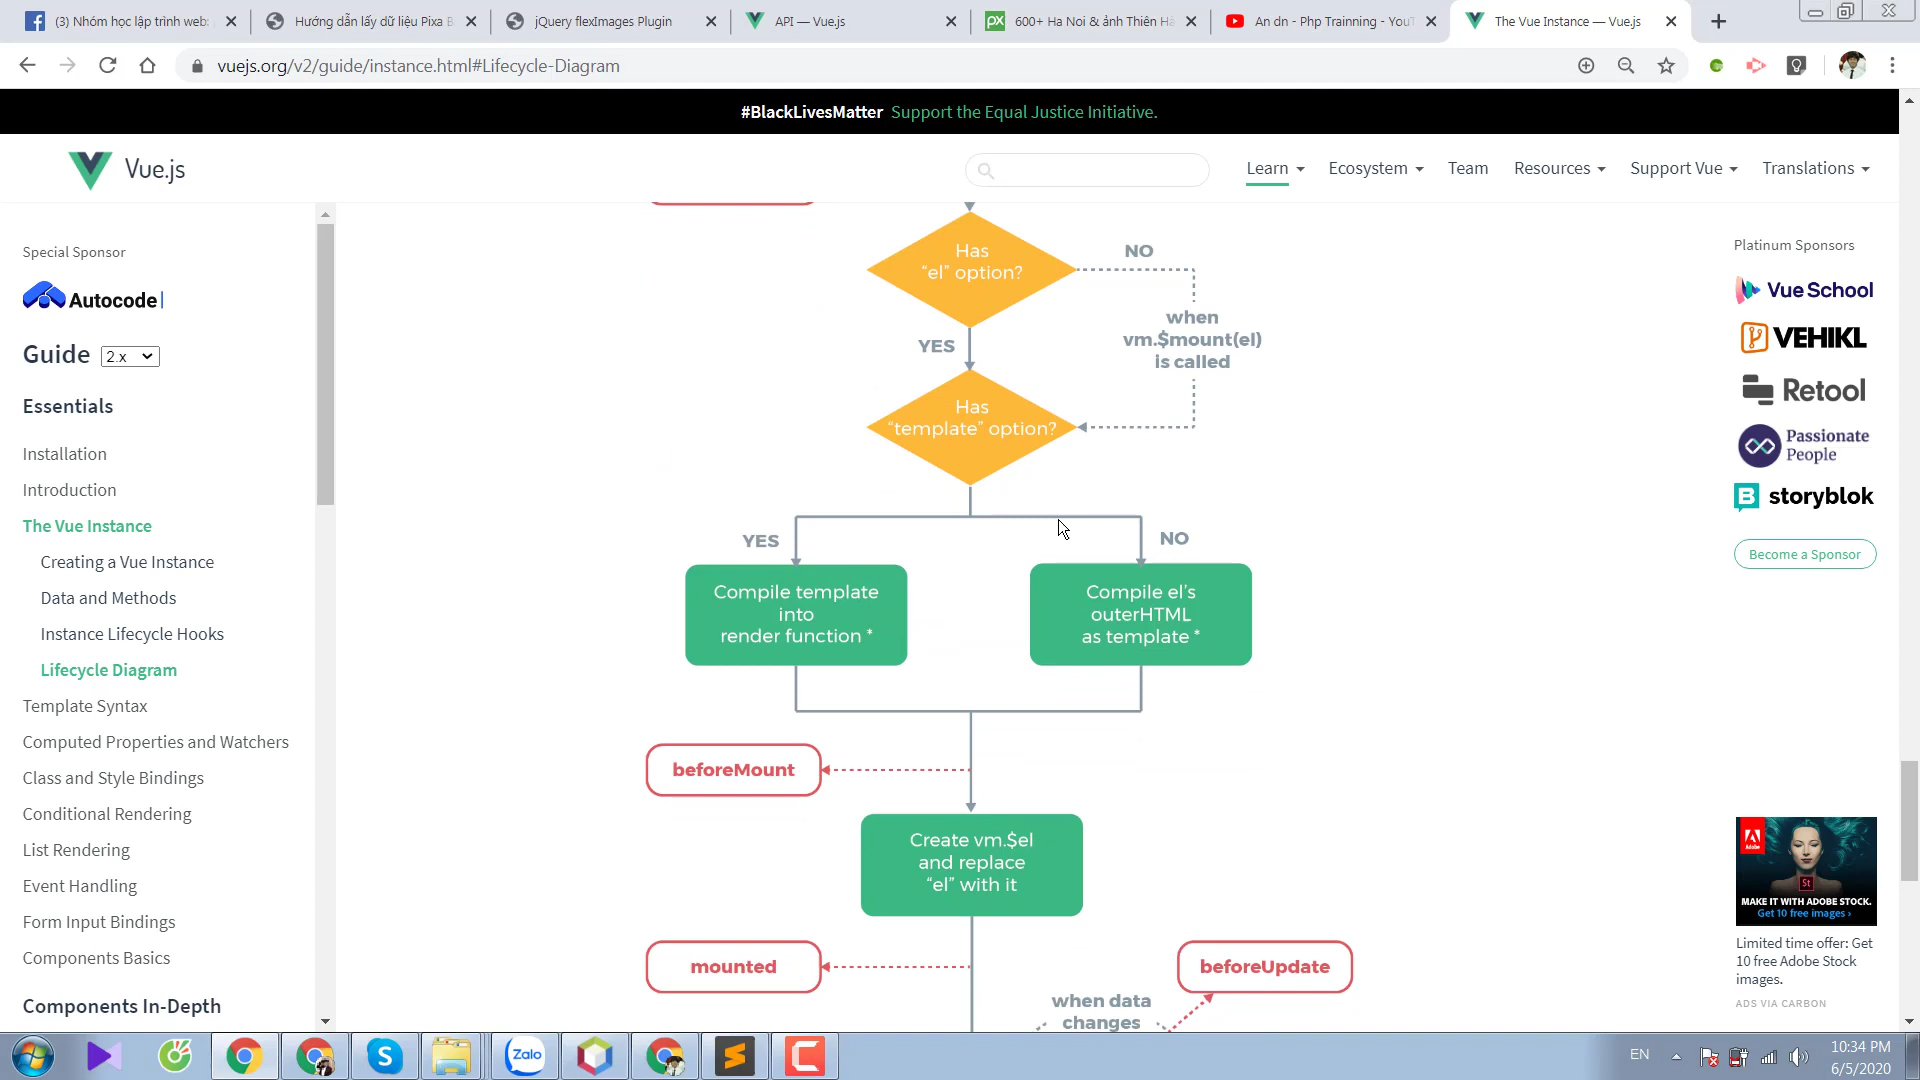 (3) Nhóm học lập trình web:
Hướng dẫn lấy dữ liệu Pixa B
jQuery flexImages Plugin
API — Vue.js
600+ Ha Noi & ảnh Thiên Hà
An dn - Php Trainning - YouT
The Vue Instance — Vue.js
vuejs.org/v2/guide/instance.html#Lifecycle-Diagram
#BlackLivesMatter Support the Equal Justice Initiative.
Vue.js
Learn
Ecosystem
Team
Resources
Support Vue
Translations
Special Sponsor
Autocode
Guide 2.x
Essentials
Installation
Introduction
The Vue Instance
Creating a Vue Instance
Data and Methods
Instance Lifecycle Hooks
Lifecycle Diagram
Template Syntax
Computed Properties and Watchers
Class and Style Bindings
Conditional Rendering
List Rendering
Event Handling
Form Input Bindings
Components Basics
Components In-Depth
Has
“el” option?
NO
when
vm.$mount(el)
is called
YES
Has
“template” option?
YES
NO
Compile template
into
render function *
Compile el’s
outerHTML
as template *
beforeMount
Create vm.$el
and replace
“el” with it
mounted
beforeUpdate
when data
changes
Platinum Sponsors
Vue School
VEHIKL
Retool
Passionate
People
storyblok
Become a Sponsor
Adobe
St
MAKE IT WITH ADOBE STOCK.
Get 10 free images ›
Limited time offer: Get
10 free Adobe Stock
images.
ADS VIA CARBON
Zalo
EN
10:34 PM
6/5/2020